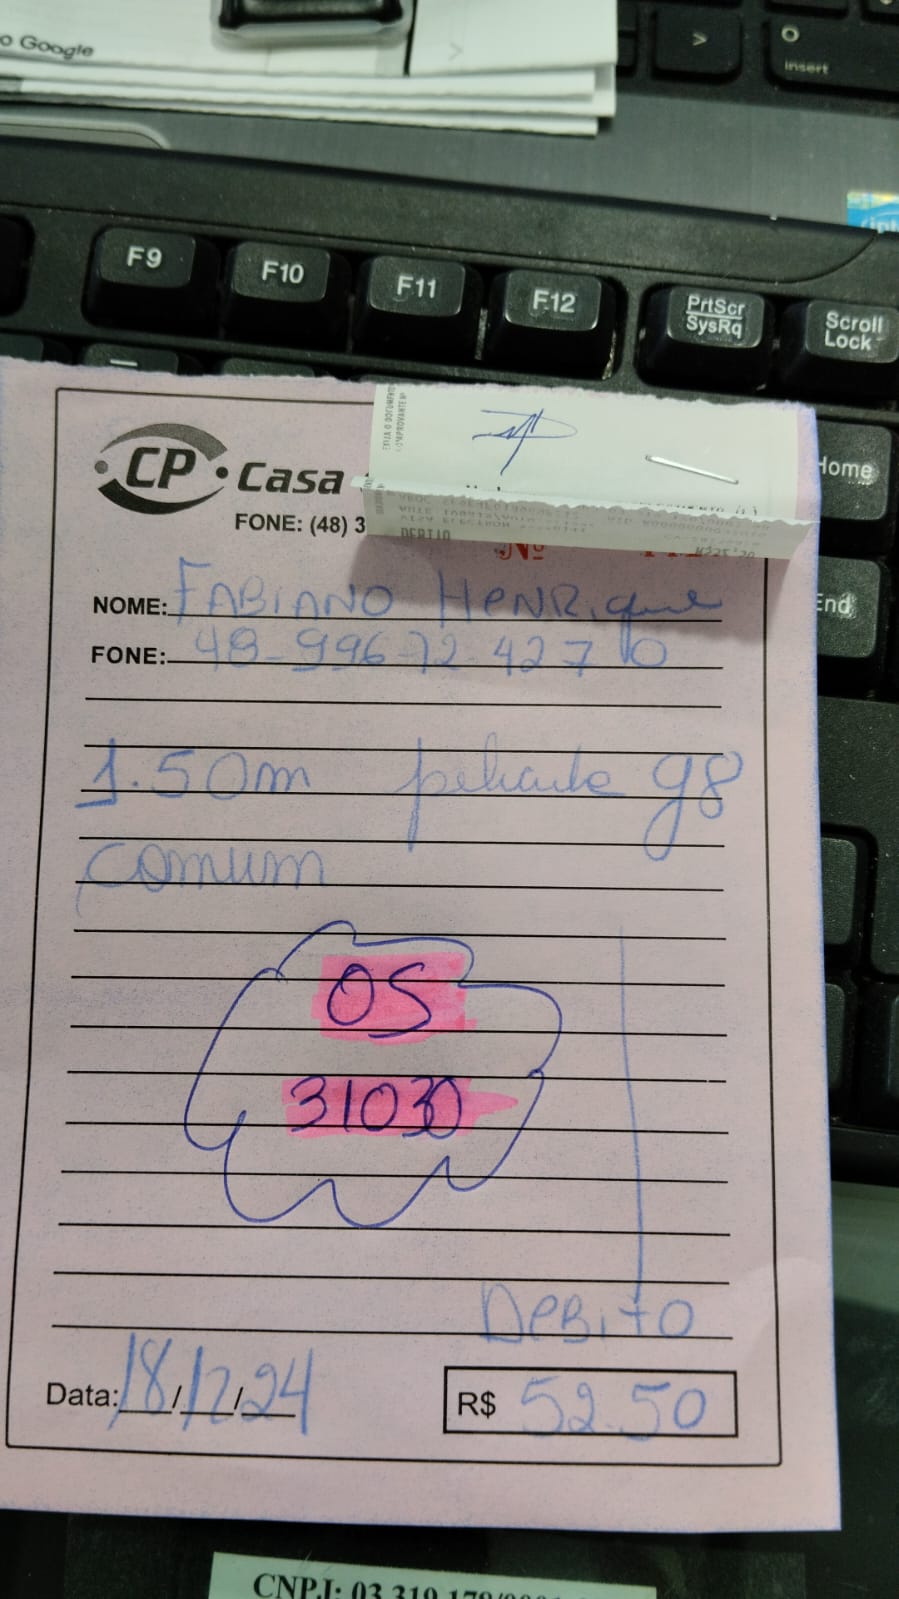 o Google
>
insert
F9
F10
F11
F12
PrtScr
SysRq
Scroll
Lock
Home
End
CP Casa
FONE: (48) 3
DEBITO
Nº
NOME: FABIANO HENRique
FONE: 48-99672-4270
1.50m g8
comum
OS
31030
DEBiTO
Data: 18/12/24
R$ 52.50
CNPJ: 03.310.179/0001